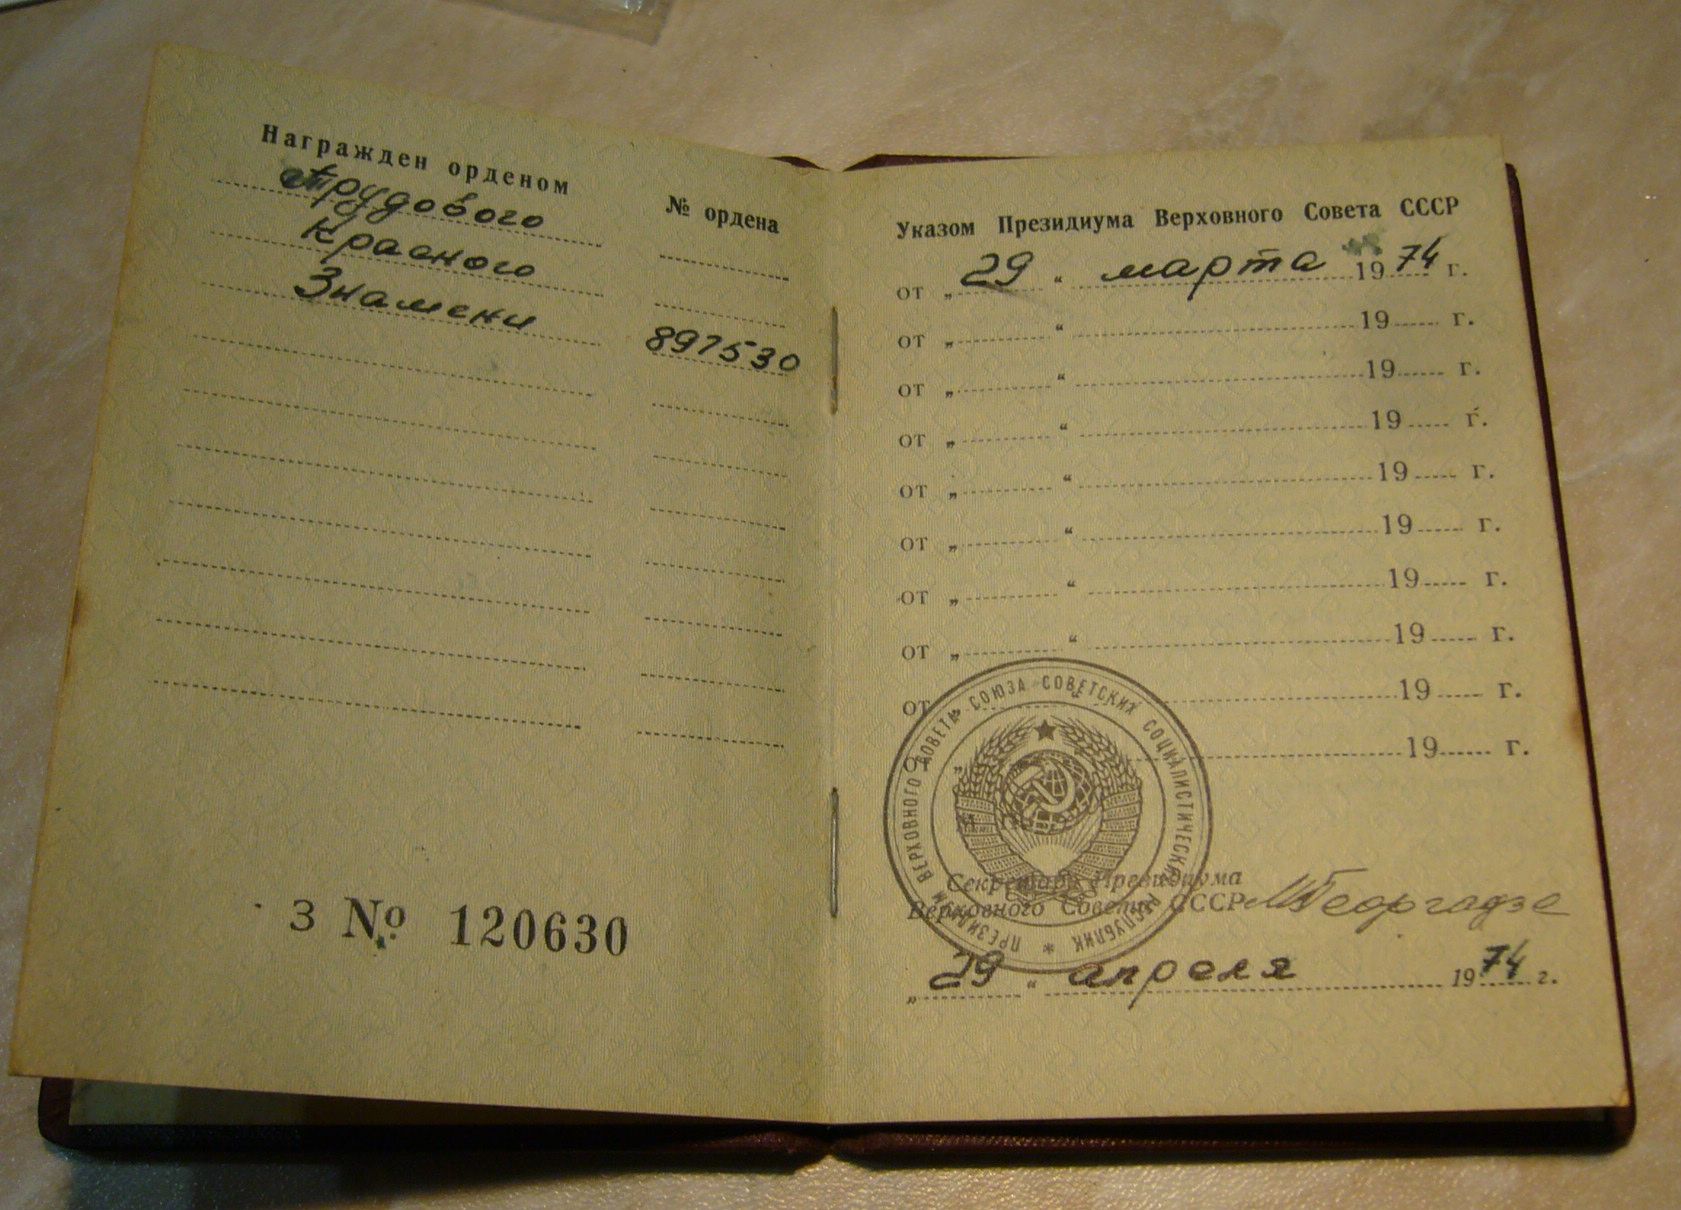 Награжден орденом № ордена
Трудового
Красного
Знамени 897530
З № 120630
Указом Президиума Верховного Совета СССР
от „29“ марта 1974 г.
от „ “ 19 г.
от „ “ 19 г.
от „ “ 19 г.
от „ “ 19 г.
от „ “ 19 г.
от „ “ 19 г.
от „ “ 19 г.
от „ “ 19 г.
от „ 19 г.
ПРЕЗИДИУМ ВЕРХОВНОГО СОВЕТА СОЮЗА СОВЕТСКИХ СОЦИАЛИСТИЧЕСКИХ РЕСПУБЛИК *
Секретарь Президиума
Верховного Совета СССР М Георгадзе
„29“ апреля 1974 г.